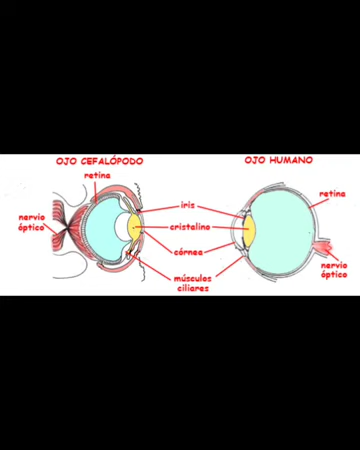 OJO CEFALÓPODO
retina
nervio
óptico
iris
cristalino
córnea
músculos
ciliares
OJO HUMANO
retina
nervio
óptico